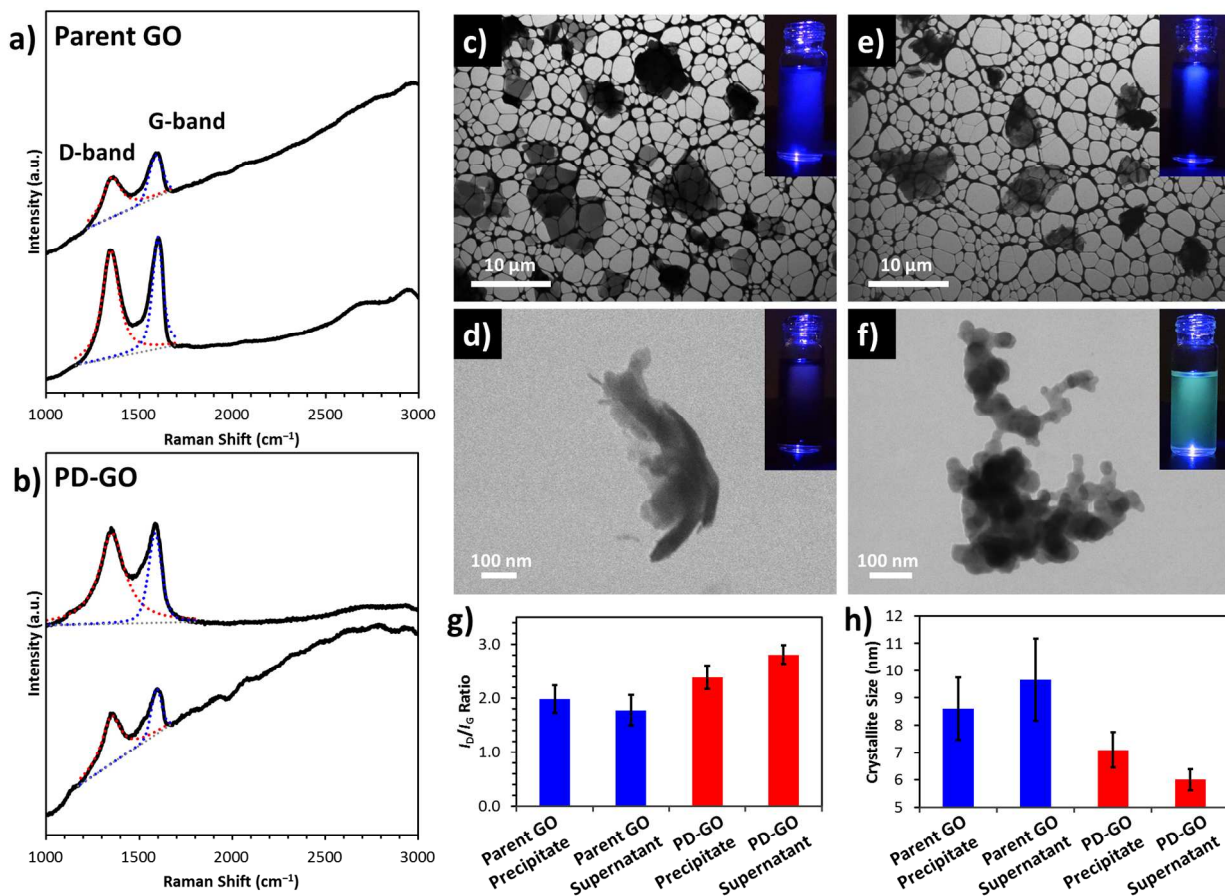 a) Parent GO
D-band
G-band
Intensity (a.u.)
1000 1500 2000 2500 3000
Raman Shift (cm⁻¹)
b) PD-GO
Intensity (a.u.)
1000 1500 2000 2500 3000
Raman Shift (cm⁻¹)
c)
10 µm
e)
10 µm
d)
100 nm
f)
100 nm
g)
3.0
2.0
1.0
0.0
I_D/I_G Ratio
Parent GO
Precipitate
Parent GO
Supernatant
PD-GO
Precipitate
PD-GO
Supernatant
h)
12
11
10
9
8
7
6
5
Crystallite Size (nm)
Parent GO
Precipitate
Parent GO
Supernatant
PD-GO
Precipitate
PD-GO
Supernatant